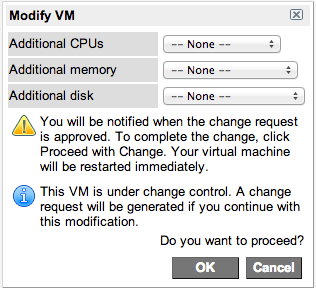 Modify VM
Additional CPUs -- None --
Additional memory -- None --
Additional disk -- None --
You will be notified when the change request
is approved. To complete the change, click
Proceed with Change. Your virtual machine
will be restarted immediately.
This VM is under change control. A change
request will be generated if you continue with
this modification.
Do you want to proceed?
OK Cancel